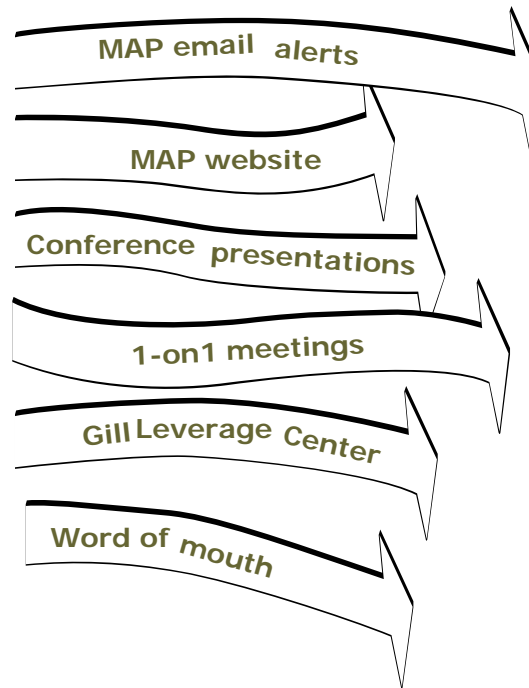 MAP email alerts
MAP website
Conference presentations
1-on1 meetings
Gill Leverage Center
Word of mouth